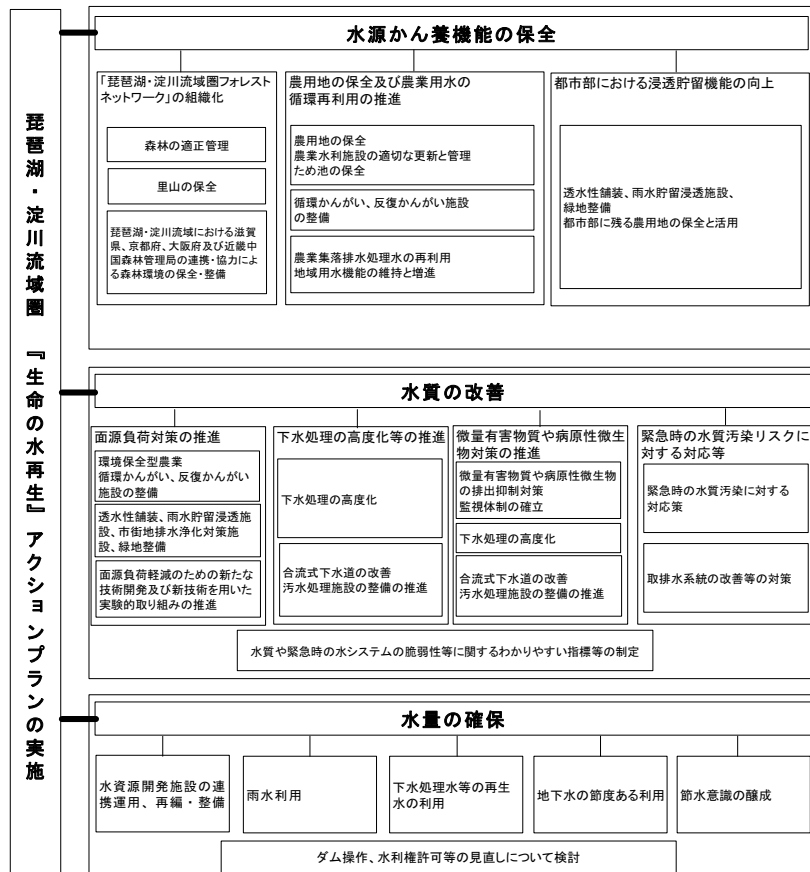 琵琶湖・淀川流域圏 『生命の水再生』アクションプランの実施
水源かん養機能の保全
「琵琶湖・淀川流域圏フォレスト
ネットワーク」の組織化
森林の適正管理
里山の保全
琵琶湖・淀川流域における滋賀
県、京都府、大阪府及び近畿中
国森林管理局の連携・協力によ
る森林環境の保全・整備
農用地の保全及び農業用水の
循環再利用の推進
農用地の保全
農業水利施設の適切な更新と管理
ため池の保全
循環かんがい、反復かんがい施設
の整備
農業集落排水処理水の再利用
地域用水機能の維持と増進
都市部における浸透貯留機能の向上
透水性舗装、雨水貯留浸透施設、
緑地整備
都市部に残る農用地の保全と活用
水質の改善
面源負荷対策の推進
環境保全型農業
循環かんがい、反復かんがい
施設の整備
透水性舗装、雨水貯留浸透施
設、市街地排水浄化対策施
設、緑地整備
面源負荷軽減のための新たな
技術開発及び新技術を用いた
実験的取り組みの推進
下水処理の高度化等の推進
下水処理の高度化
合流式下水道の改善
汚水処理施設の整備の推進
微量有害物質や病原性微生
物対策の推進
微量有害物質や病原性微生物
の排出抑制対策
監視体制の確立
下水処理の高度化
合流式下水道の改善
汚水処理施設の整備の推進
緊急時の水質汚染リスクに
対する対応等
緊急時の水質汚染に対する
対応策
取排水系統の改善等の対策
水質や緊急時の水システムの脆弱性等に関するわかりやすい指標等の制定
水量の確保
水資源開発施設の連
携運用、再編・整備
雨水利用
下水処理水等の再生
水の利用
地下水の節度ある利用
節水意識の醸成
ダム操作、水利権許可等の見直しについて検討